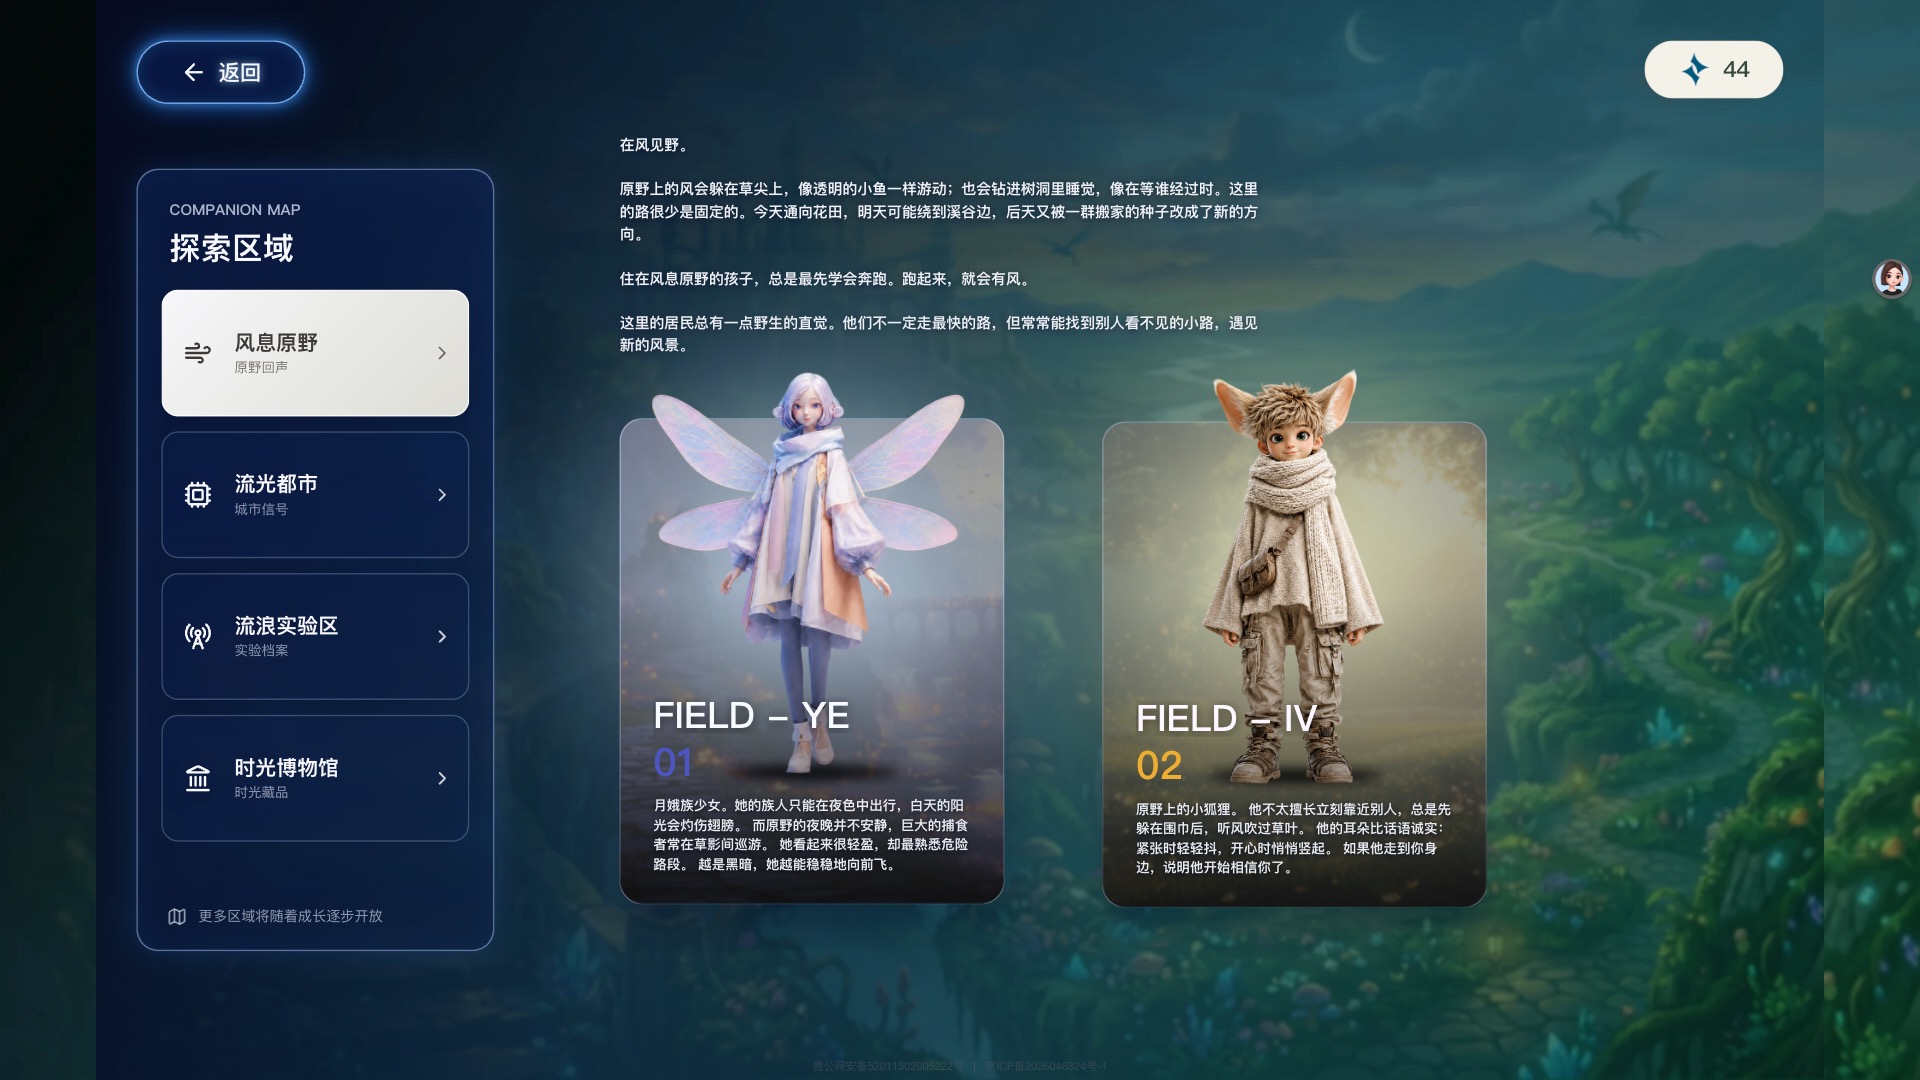 返回
44
COMPANION MAP
探索区域
风息原野
原野回声
流光都市
城市信号
流浪实验区
实验档案
时光博物馆
时光藏品
更多区域将随着成长逐步开放
在风见野。
原野上的风会躲在草尖上，像透明的小鱼一样游动；也会钻进树洞里睡觉，像在等谁经过时。这里
的路很少是固定的。今天通向花田，明天可能绕到溪谷边，后天又被一群搬家的种子改成了新的方
向。
住在风息原野的孩子，总是最先学会奔跑。跑起来，就会有风。
这里的居民总有一点野生的直觉。他们不一定走最快的路，但常常能找到别人看不见的小路，遇见
新的风景。
FIELD – YE
01
月娥族少女。她的族人只能在夜色中出行，白天的阳
光会灼伤翅膀。 而原野的夜晚并不安静，巨大的捕食
者常在草影间巡游。 她看起来很轻盈，却最熟悉危险
路段。 越是黑暗，她越能稳稳地向前飞。
FIELD – IV
02
原野上的小狐狸。 他不太擅长立刻靠近别人，总是先
躲在围巾后，听风吹过草叶。 他的耳朵比话语诚实：
紧张时轻轻抖，开心时悄悄竖起。 如果他走到你身
边，说明他开始相信你了。